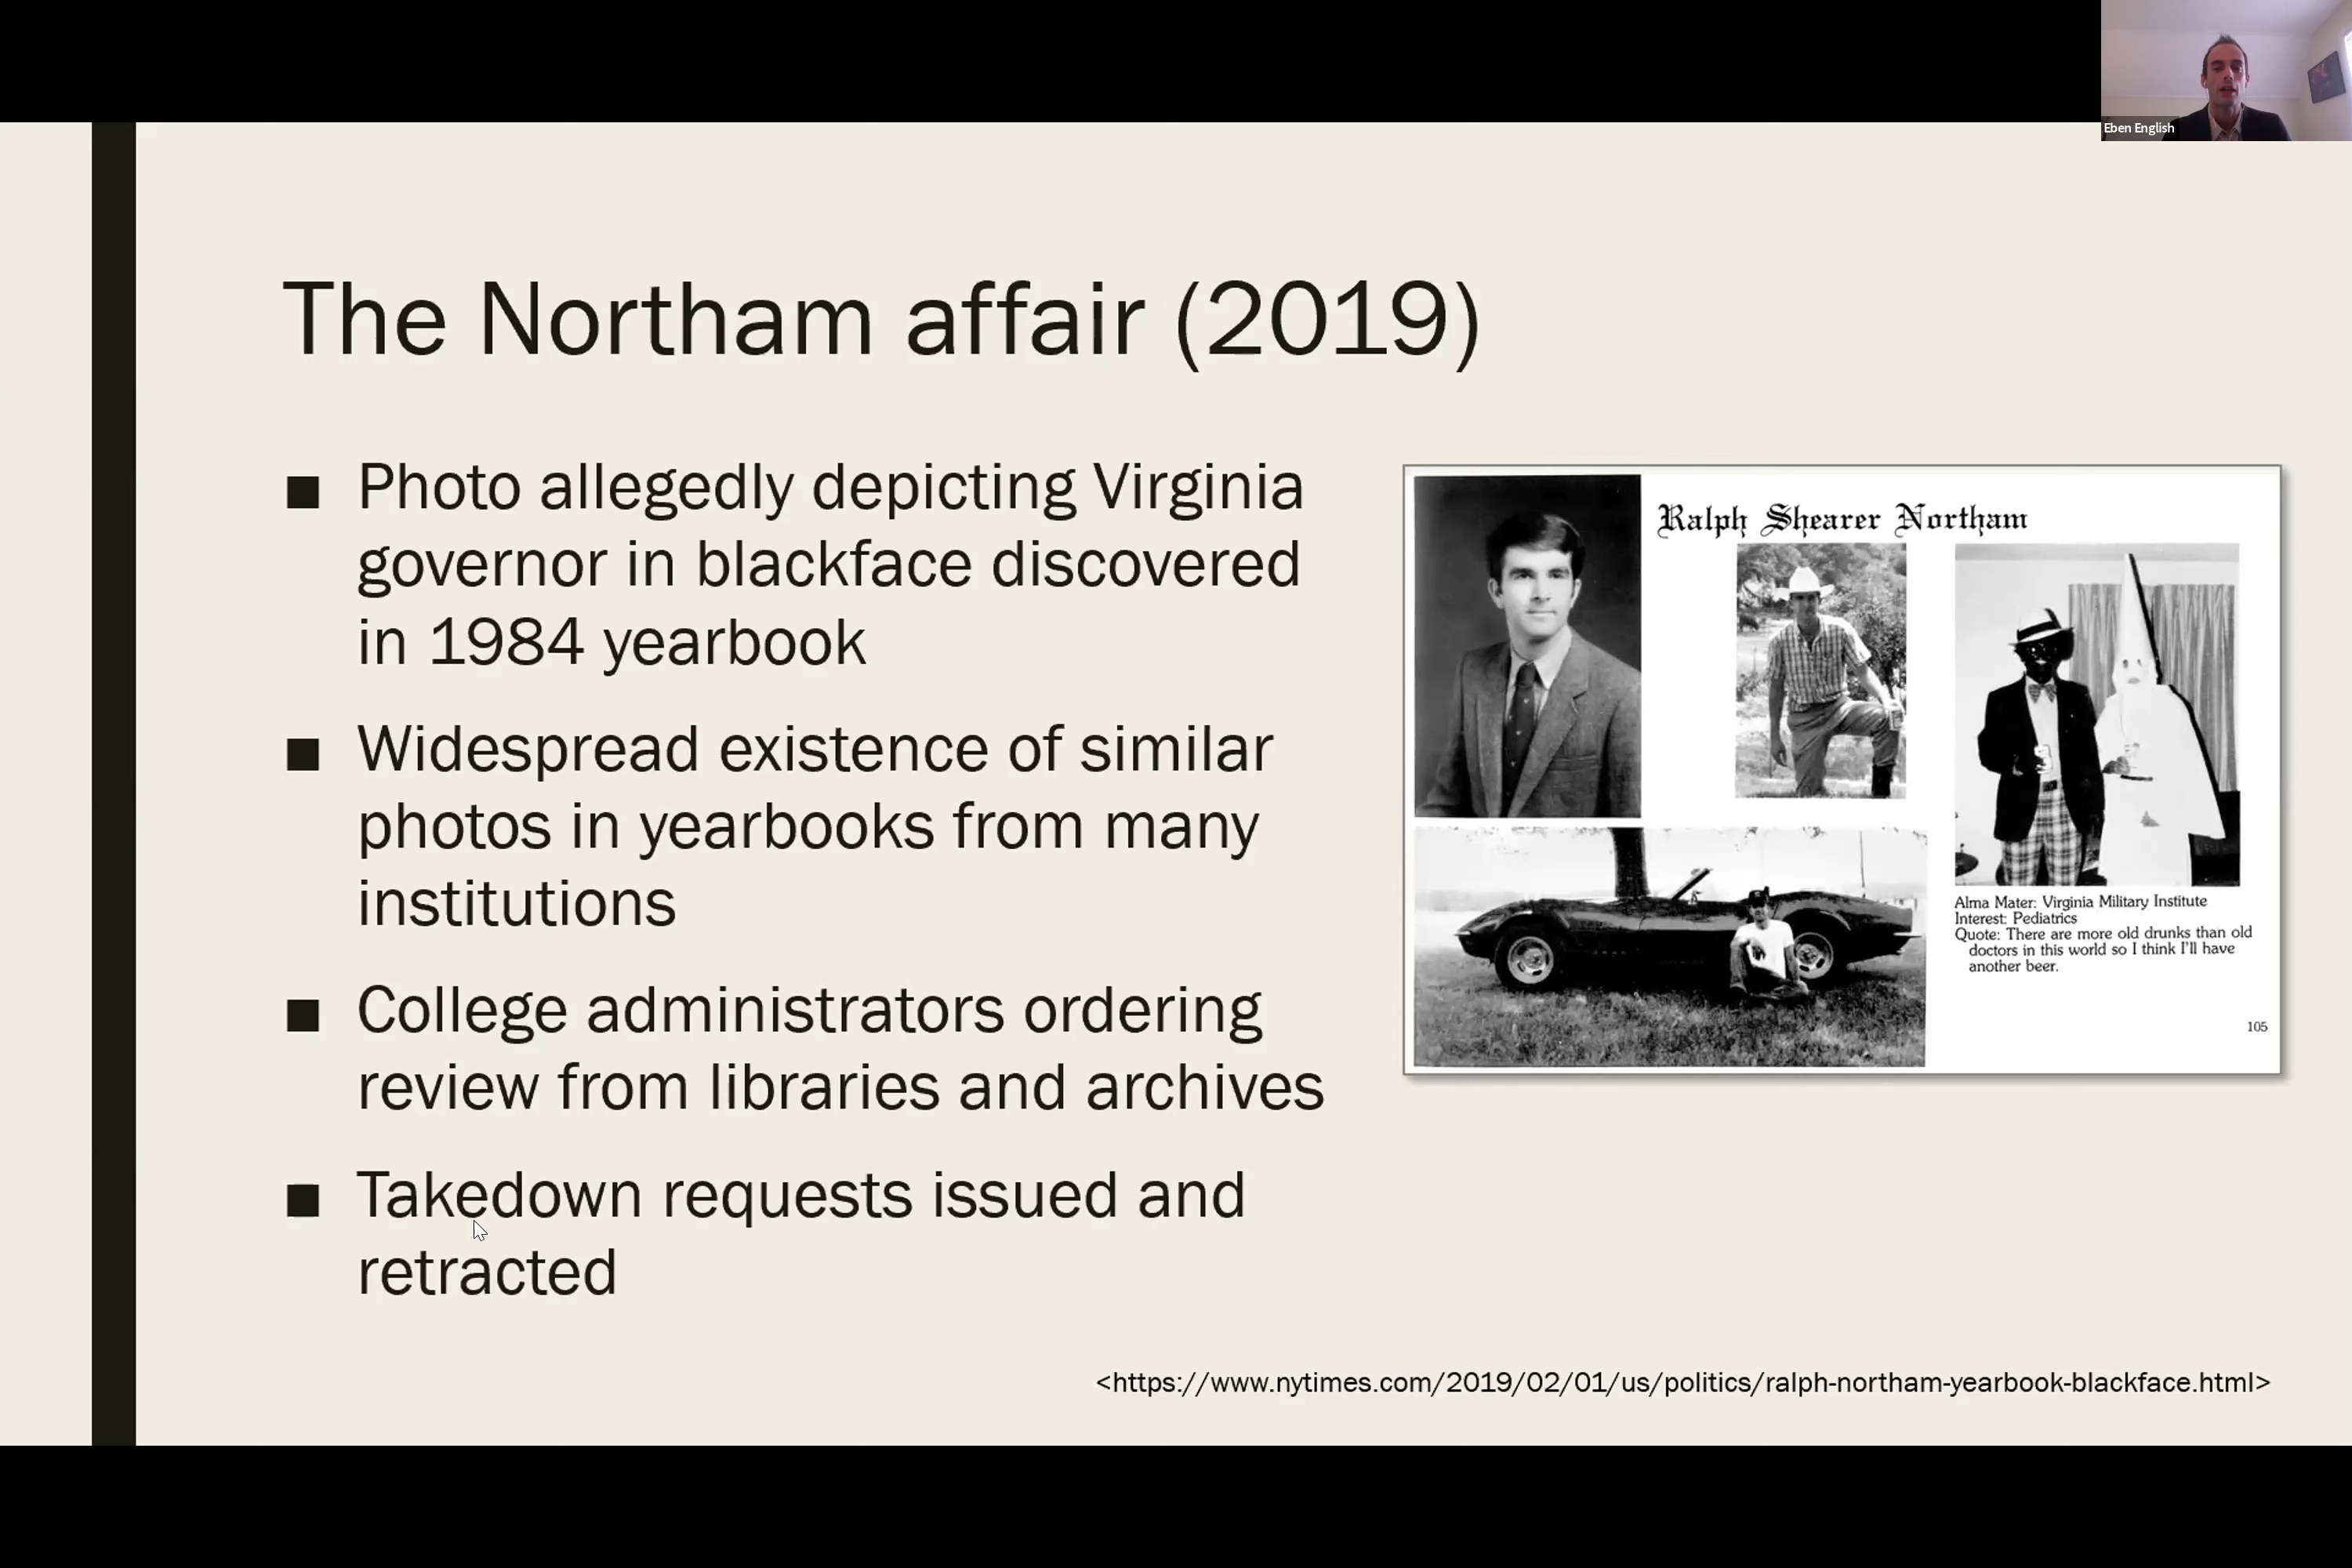 Eben English
The Northam affair (2019)
■ Photo allegedly depicting Virginia
governor in blackface discovered
in 1984 yearbook
■ Widespread existence of similar
photos in yearbooks from many
institutions
■ College administrators ordering
review from libraries and archives
■ Takedown requests issued and
retracted
Ralph Shearer Northam
Alma Mater: Virginia Military Institute
Interest: Pediatrics
Quote: There are more old drunks than old
doctors in this world so I think I'll have
another beer.
105
<https://www.nytimes.com/2019/02/01/us/politics/ralph-northam-yearbook-blackface.html>